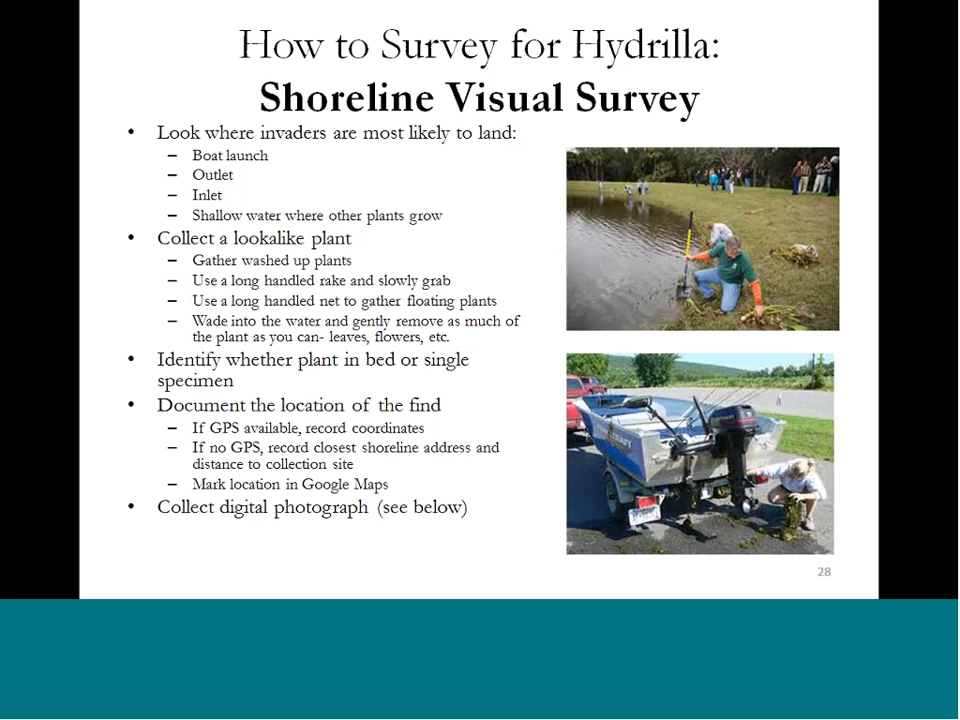 How to Survey for Hydrilla:
Shoreline Visual Survey
• Look where invaders are most likely to land:
– Boat launch
– Outlet
– Inlet
– Shallow water where other plants grow
• Collect a lookalike plant
– Gather washed up plants
– Use a long handled rake and slowly grab
– Use a long handled net to gather floating plants
– Wade into the water and gently remove as much of
the plant as you can- leaves, flowers, etc.
• Identify whether plant in bed or single
specimen
• Document the location of the find
– If GPS available, record coordinates
– If no GPS, record closest shoreline address and
distance to collection site
– Mark location in Google Maps
• Collect digital photograph (see below)
28